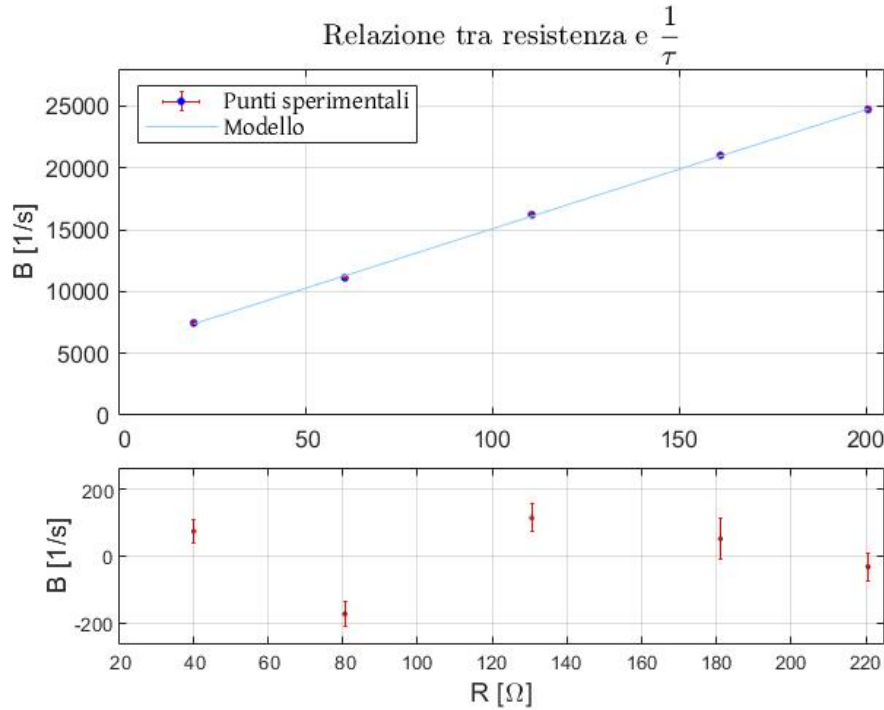 Relazione tra resistenza e 1/τ
Punti sperimentali
Modello
B [1/s]
25000
20000
15000
10000
5000
0
0 50 100 150 200
B [1/s]
200
0
-200
20 40 60 80 100 120 140 160 180 200 220
R [Ω]